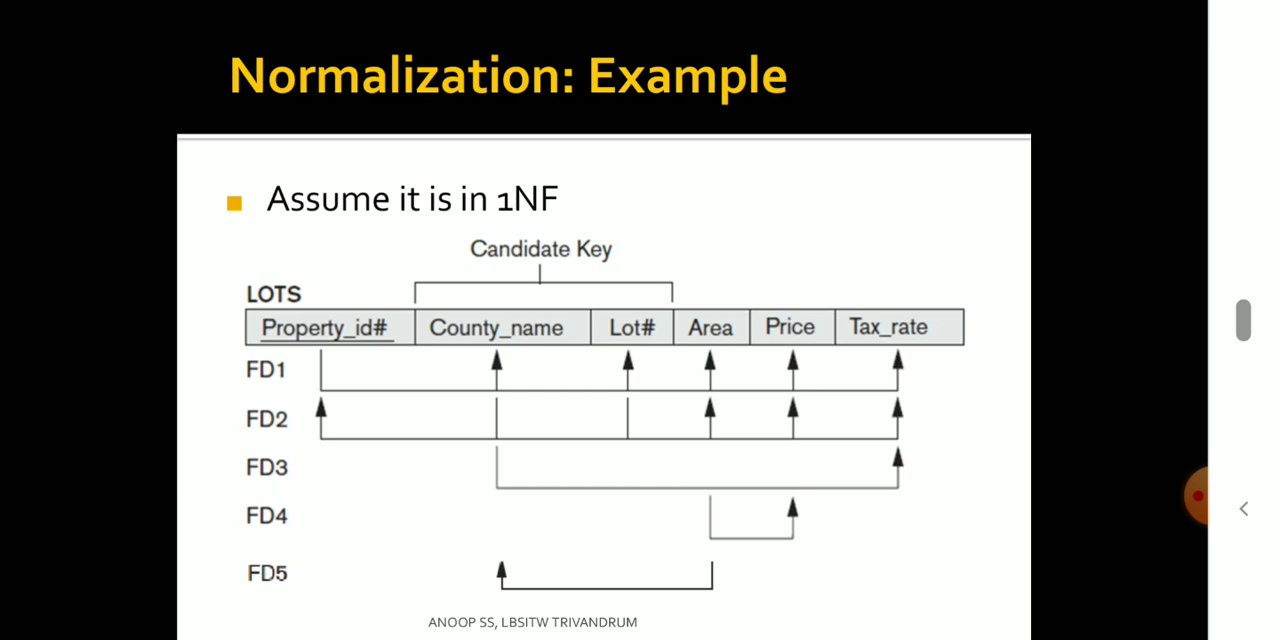 Normalization: Example
Assume it is in 1NF
Candidate Key
LOTS
Property_id# County_name Lot# Area Price Tax_rate
FD1
FD2
FD3
FD4
FD5
ANOOP SS, LBSITW TRIVANDRUM